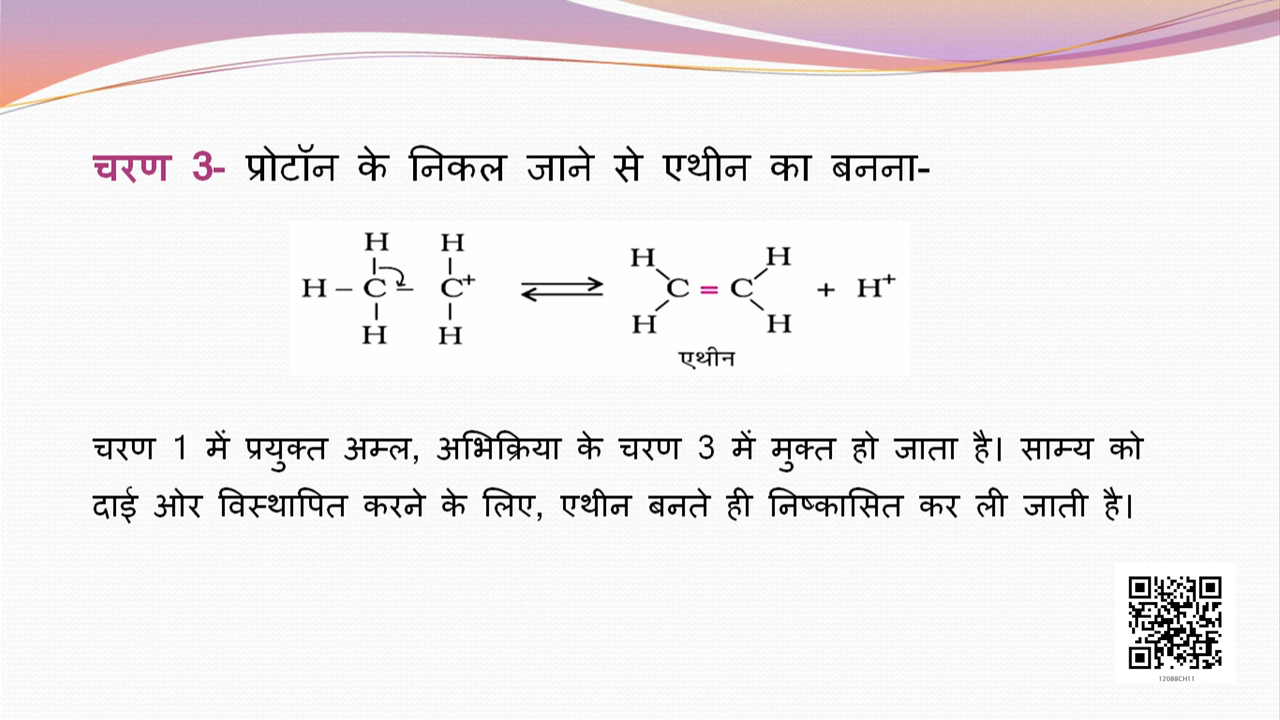 चरण 3- प्रोटॉन के निकल जाने से एथीन का बनना-
H H
H – C – C+ ⇌ H H C = C H H + H+
H H
एथीन
चरण 1 में प्रयुक्त अम्ल, अभिक्रिया के चरण 3 में मुक्त हो जाता है। साम्य को
दाई ओर विस्थापित करने के लिए, एथीन बनते ही निष्कासित कर ली जाती है।
12088CH11